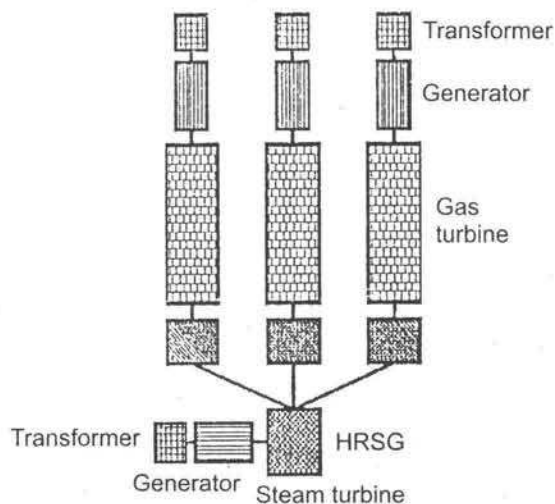 Transformer
Generator
Gas
turbine
HRSG
Transformer
Generator
Steam turbine